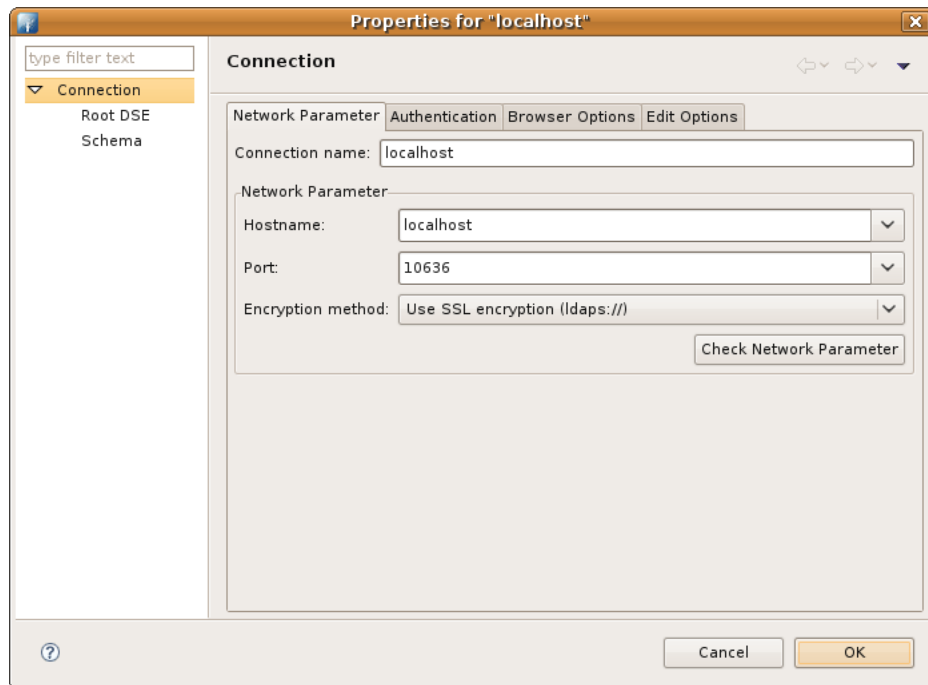 Properties for "localhost"
type filter text
Connection
Root DSE
Schema
Connection
Network Parameter Authentication Browser Options Edit Options
Connection name: localhost
Network Parameter
Hostname: localhost
Port: 10636
Encryption method: Use SSL encryption (ldaps://)
Check Network Parameter
Cancel OK